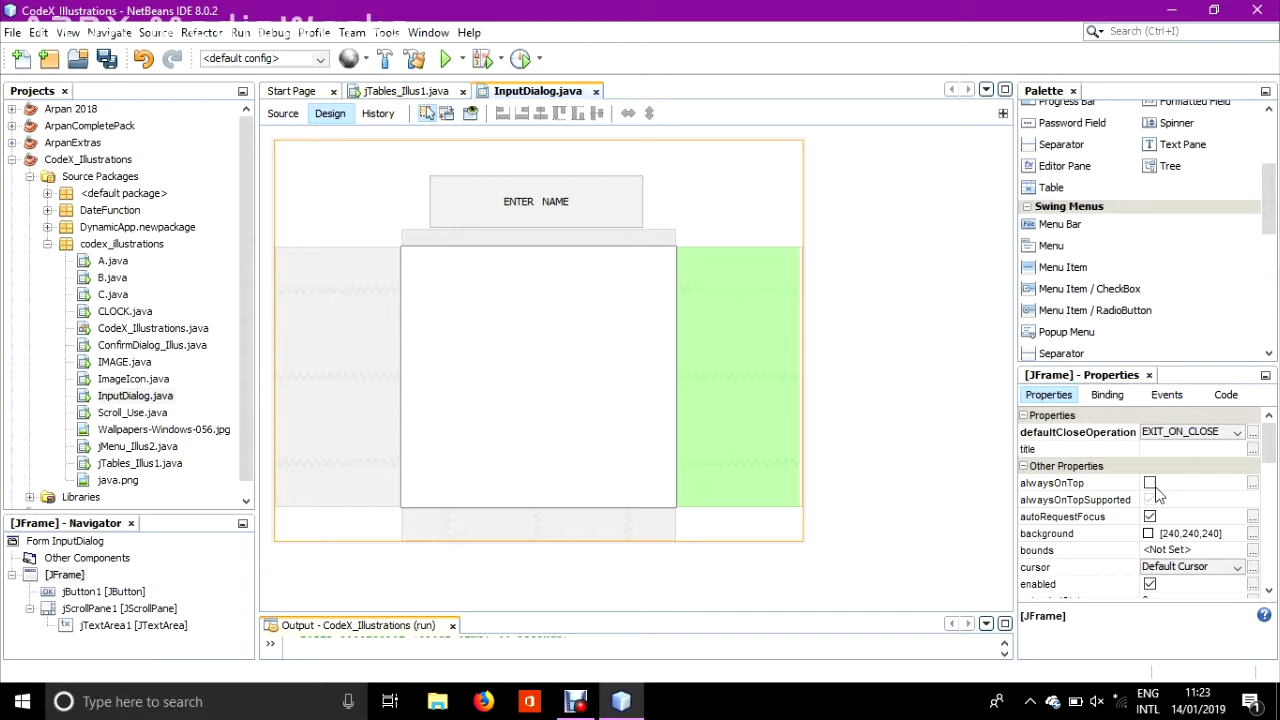 CodeX_Illustrations - NetBeans IDE 8.0.2
File Edit View Navigate Source Refactor Run Debug Profile Team Tools Window Help
Search (Ctrl+I)
<default config>
Projects
Start Page
jTables_Illus1.java
InputDialog.java
Palette
Source Design History
Arpan 2018
ArpanCompletePack
ArpanExtras
CodeX_Illustrations
Source Packages
<default package>
DateFunction
DynamicApp.newpackage
codex_illustrations
A.java
B.java
C.java
CLOCK.java
CodeX_Illustrations.java
ConfirmDialog_Illus.java
IMAGE.java
ImageIcon.java
InputDialog.java
Scroll_Use.java
Wallpapers-Windows-056.jpg
jMenu_Illus2.java
jTables_Illus1.java
java.png
Libraries
ENTER NAME
Progress Bar
Formatted Field
Password Field
Spinner
Separator
Text Pane
Editor Pane
Tree
Table
Swing Menus
Menu Bar
Menu
Menu Item
Menu Item / CheckBox
Menu Item / RadioButton
Popup Menu
Separator
[JFrame] - Properties
Properties Binding Events Code
Properties
defaultCloseOperation EXIT_ON_CLOSE
title
Other Properties
alwaysOnTop
alwaysOnTopSupported
autoRequestFocus
background [240,240,240]
bounds <Not Set>
cursor Default Cursor
enabled
[JFrame]
[JFrame] - Navigator
Form InputDialog
Other Components
[JFrame]
jButton1 [JButton]
jScrollPane1 [JScrollPane]
jTextArea1 [JTextArea]
Output - CodeX_Illustrations (run)
>>
Type here to search
ENG
INTL
11:23
14/01/2019